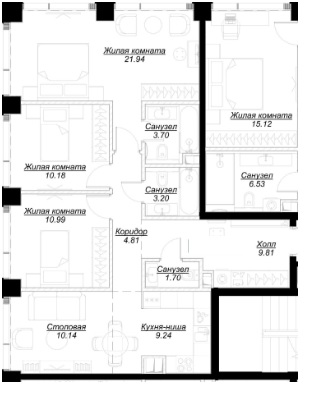 Жилая комната
21.94
Жилая комната
15.12
Санузел
3.70
Жилая комната
10.18
Санузел
6.53
Санузел
3.20
Жилая комната
10.99
Коридор
4.81
Холл
9.81
Санузел
1.70
Столовая
10.14
Кухня-ниша
9.24